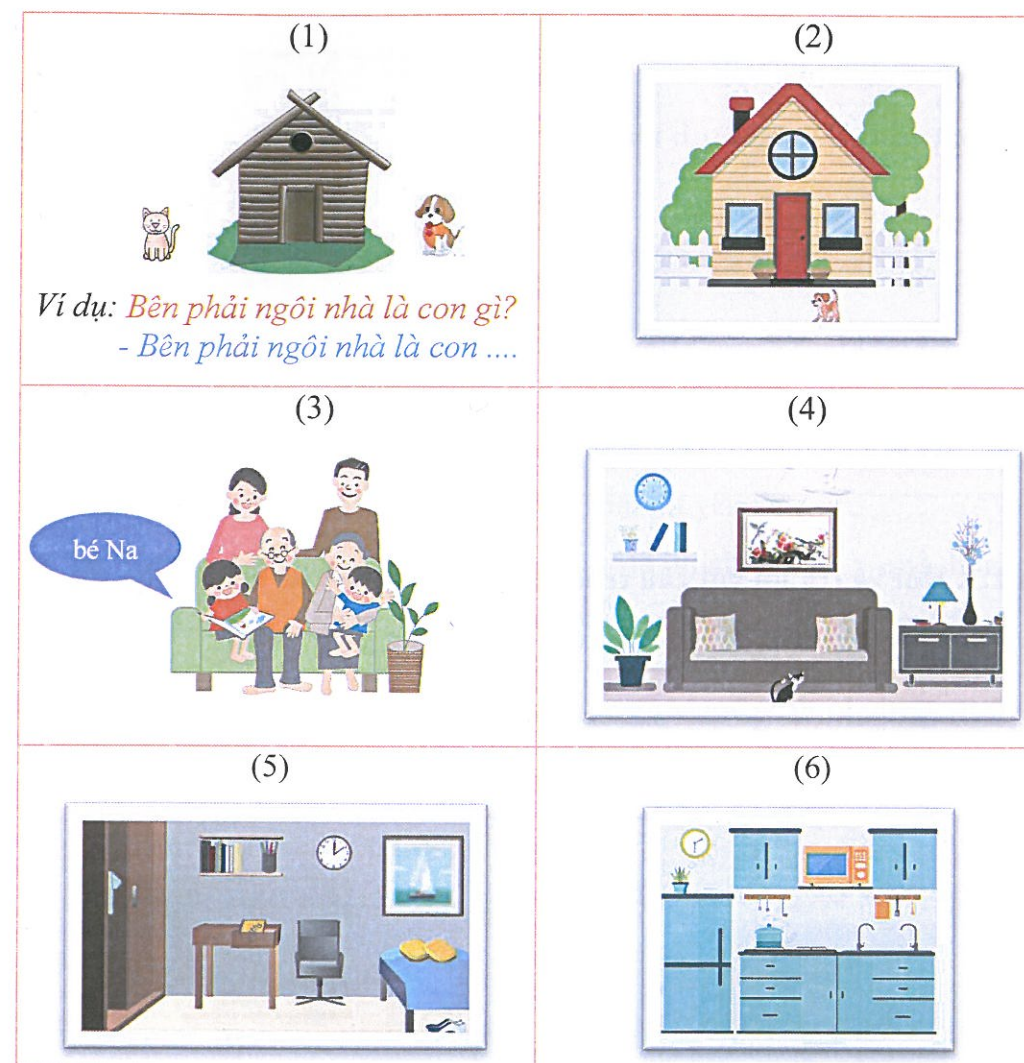 (1)
(2)
Ví dụ: Bên phải ngôi nhà là con gì?
- Bên phải ngôi nhà là con ....
(3)
(4)
bé Na
(5)
(6)